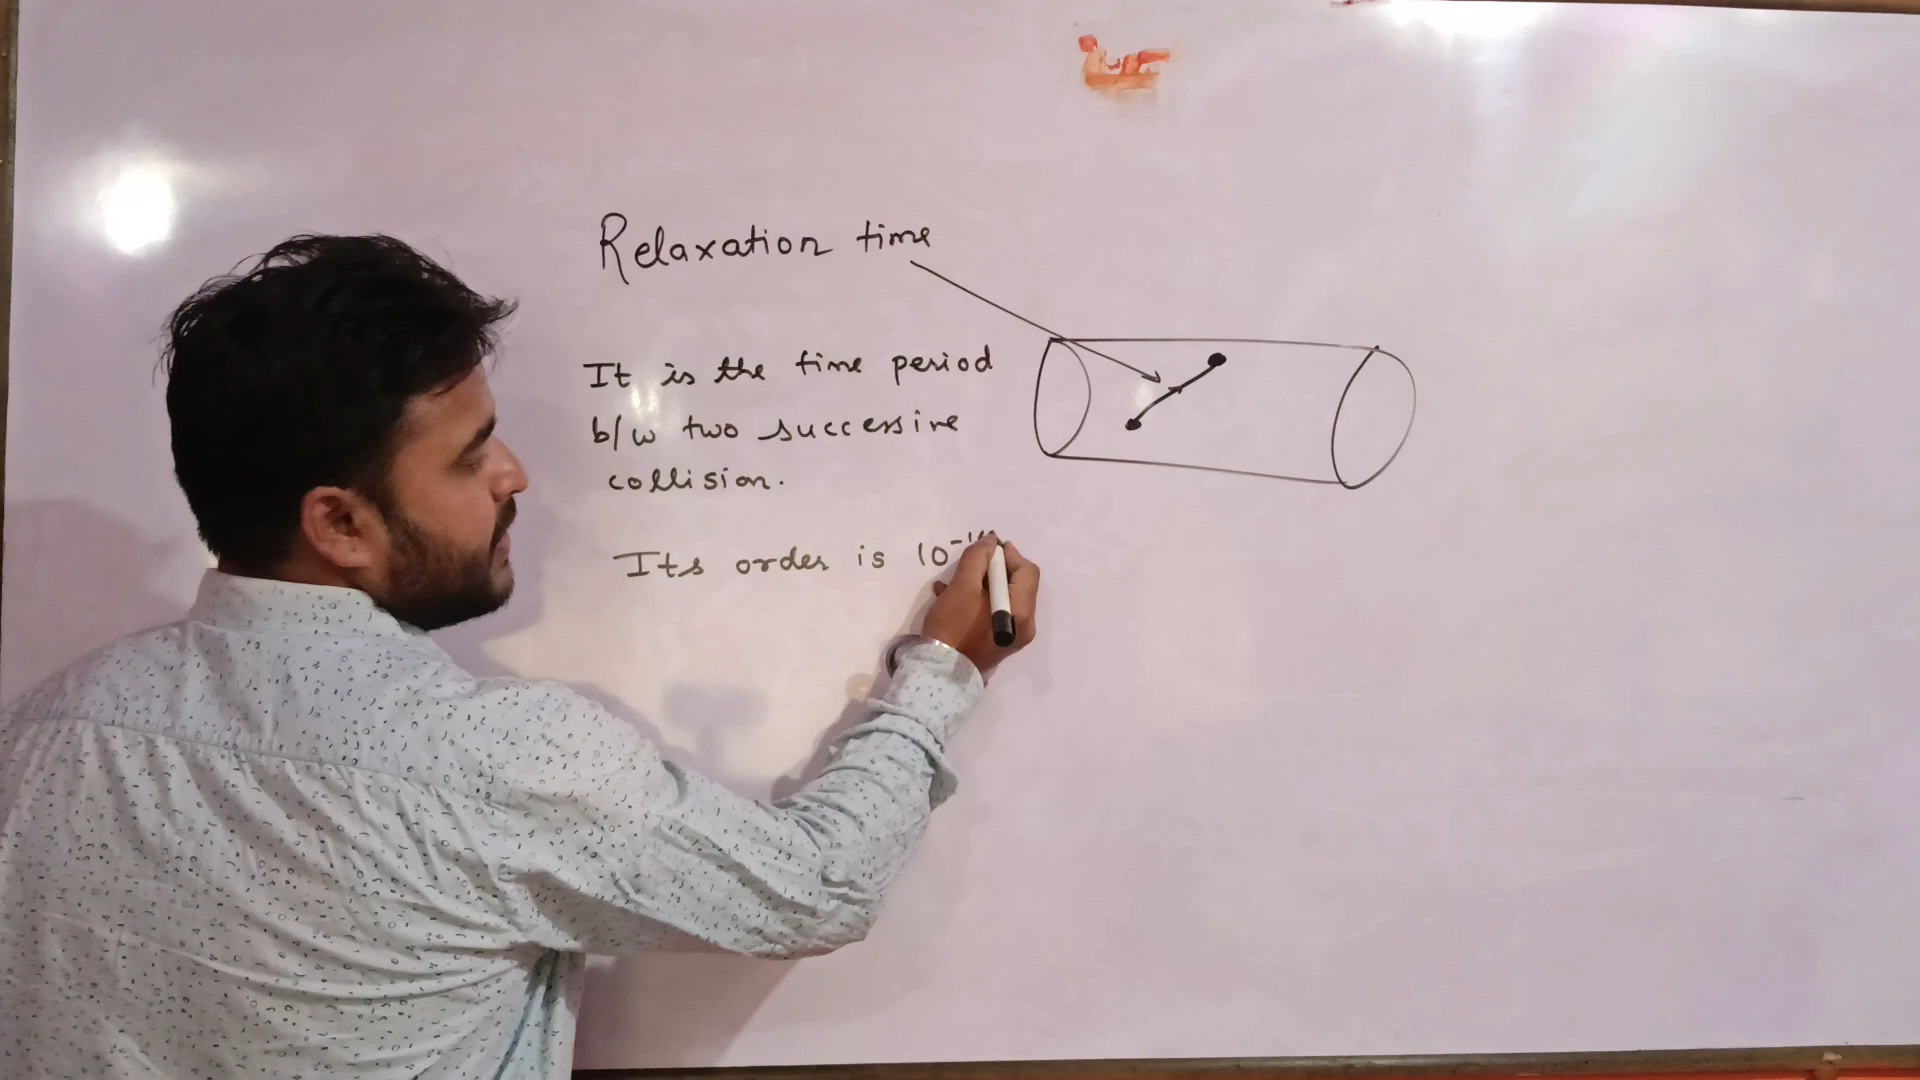 Relaxation time
It is the time period
b/w two successive
collision.
Its order is 10